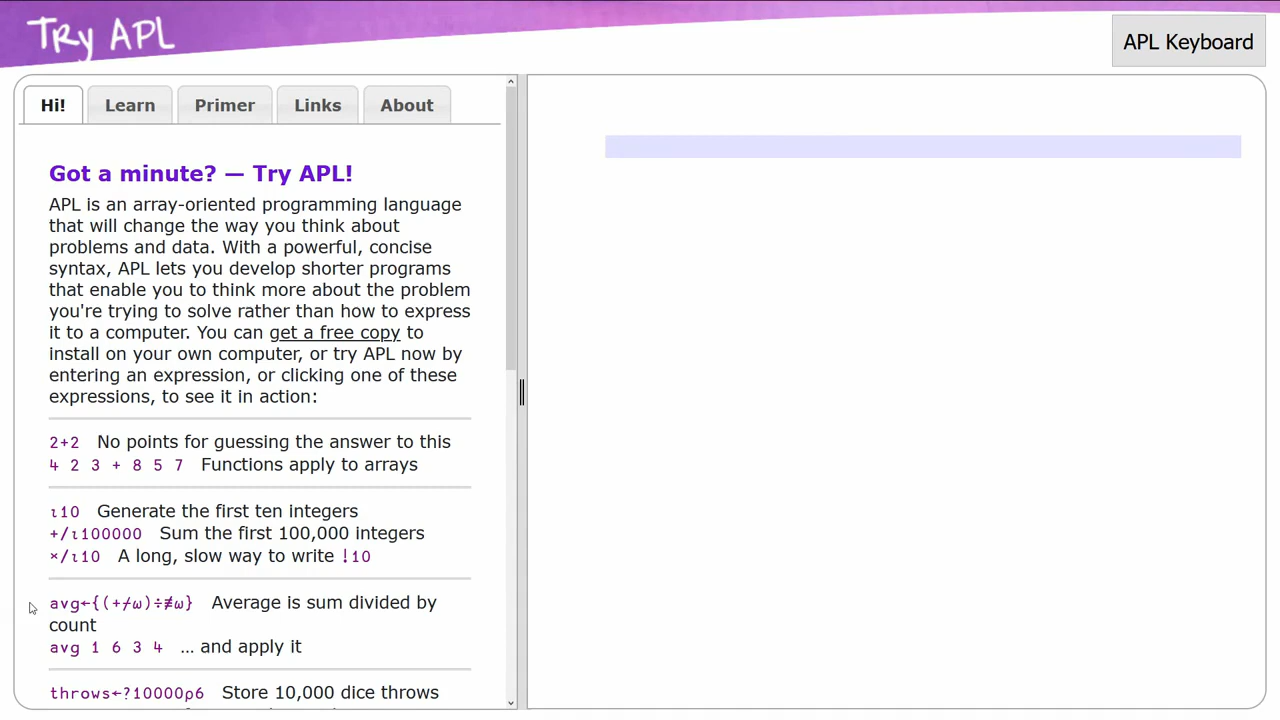 Try APL
APL Keyboard
Hi! Learn Primer Links About
Got a minute? — Try APL!
APL is an array-oriented programming language
that will change the way you think about
problems and data. With a powerful, concise
syntax, APL lets you develop shorter programs
that enable you to think more about the problem
you're trying to solve rather than how to express
it to a computer. You can get a free copy to
install on your own computer, or try APL now by
entering an expression, or clicking one of these
expressions, to see it in action:
2+2 No points for guessing the answer to this
4 2 3 + 8 5 7 Functions apply to arrays
⍳10 Generate the first ten integers
+/⍳100000 Sum the first 100,000 integers
×/⍳10 A long, slow way to write !10
avg←{(+⌿⍵)÷≢⍵} Average is sum divided by
count
avg 1 6 3 4 … and apply it
throws←?10000⍴6 Store 10,000 dice throws